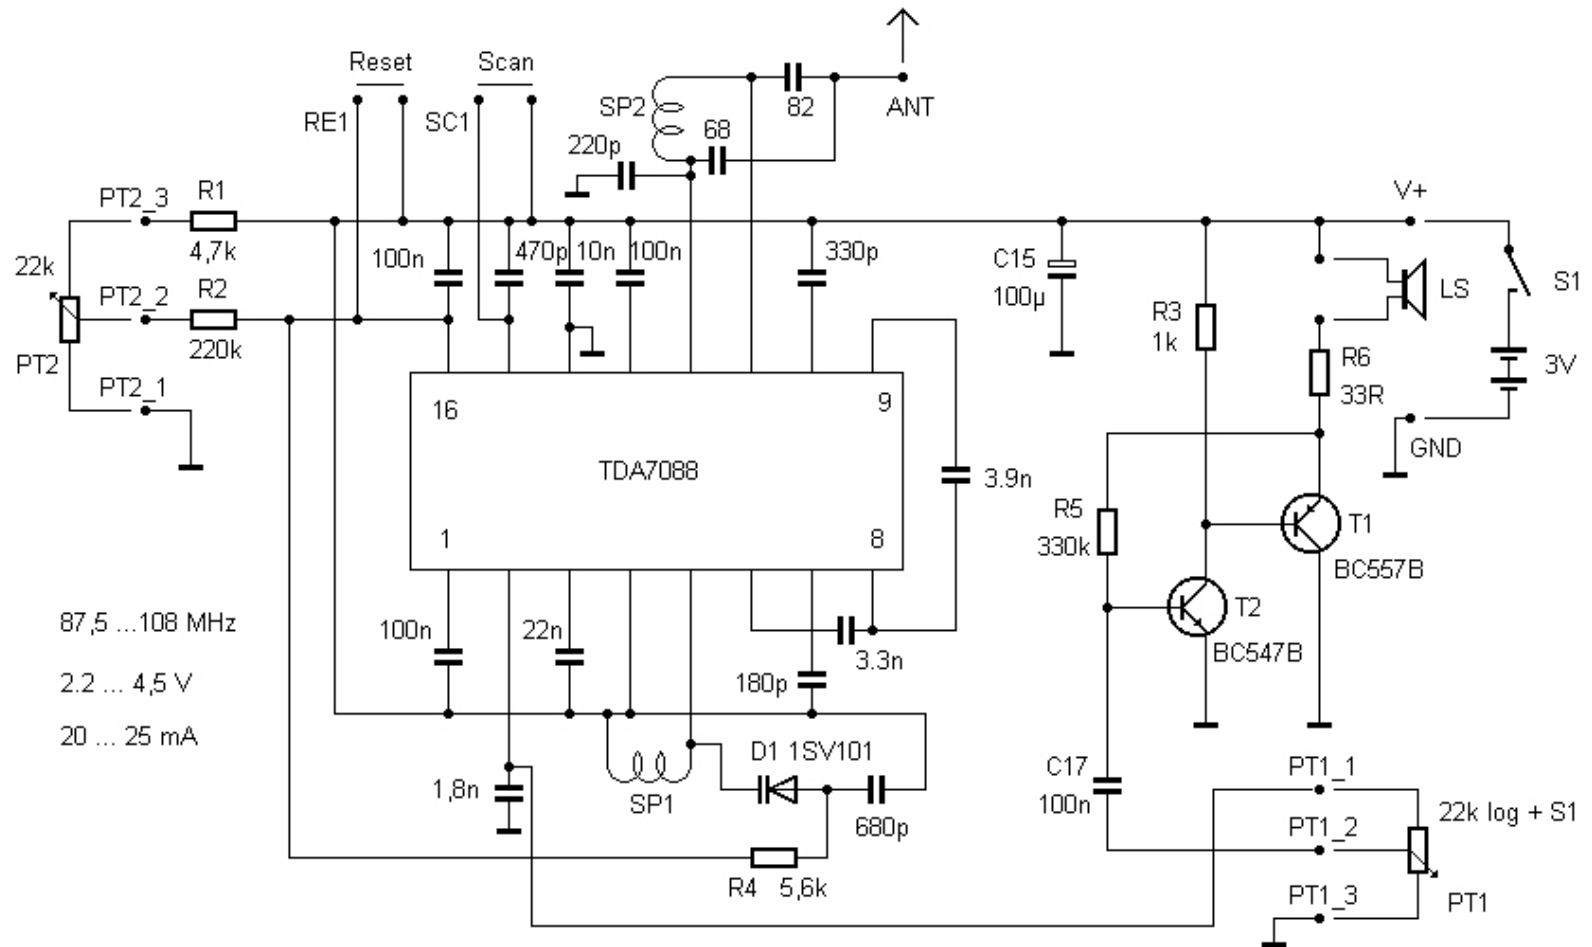 Reset
Scan
RE1
SC1
SP2
82
ANT
68
220p
PT2_3
R1
4,7k
V+
22k
100n
470p
10n
100n
330p
C15
100µ
LS
S1
PT2_2
R2
220k
PT2
R3
1k
R6
33R
3V
PT2_1
16
9
GND
TDA7088
3.9n
1
8
R5
330k
T1
BC557B
T2
BC547B
87,5 ...108 MHz
2.2 ... 4,5 V
20 ... 25 mA
100n
22n
3.3n
180p
1,8n
SP1
D1 1SV101
680p
R4 5,6k
C17
100n
PT1_1
22k log + S1
PT1_2
PT1_3
PT1